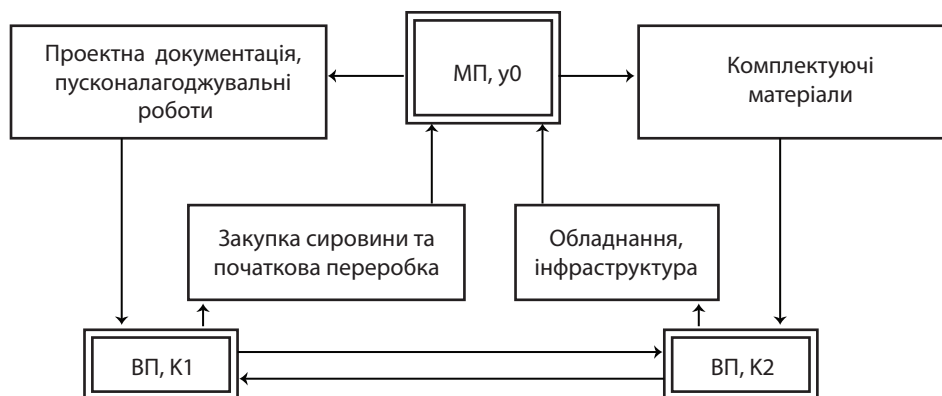 Проектна документація,
пусконалагоджувальні
роботи
МП, у0
Комплектуючі
матеріали
Закупка сировини та
початкова переробка
Обладнання,
інфраструктура
ВП, К1
ВП, К2